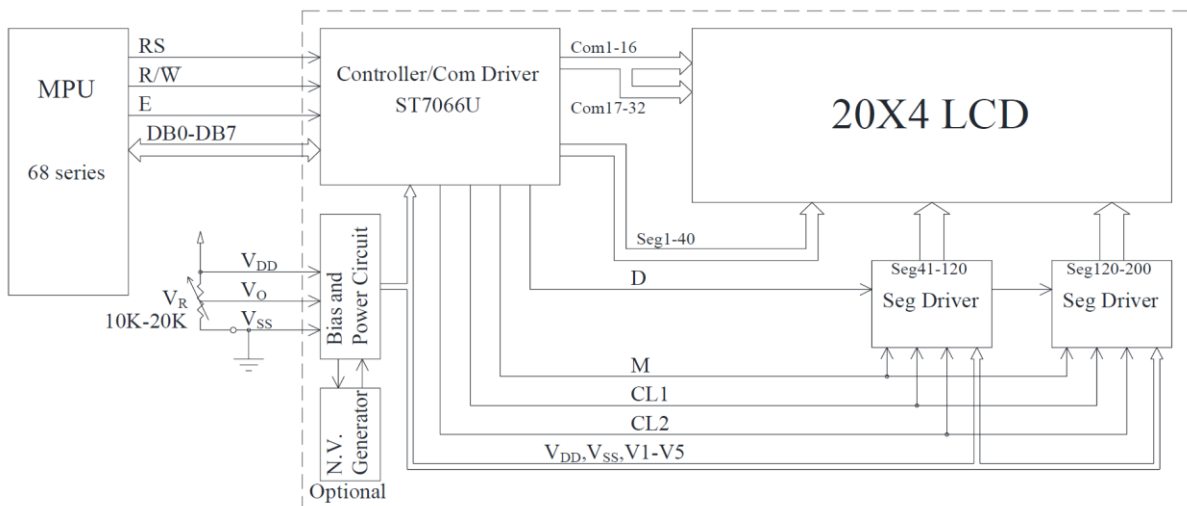 MPU
68 series
RS
R/W̅
E
DB0-DB7
Controller/Com Driver
ST7066U
Com1-16
Com17-32
20X4 LCD
Seg1-40
D
Seg41-120
Seg Driver
Seg120-200
Seg Driver
VDD
VO
VSS
VR
10K-20K
Bias and
Power Circuit
N.V.
Generator
Optional
M
CL1
CL2
VDD,VSS,V1-V5